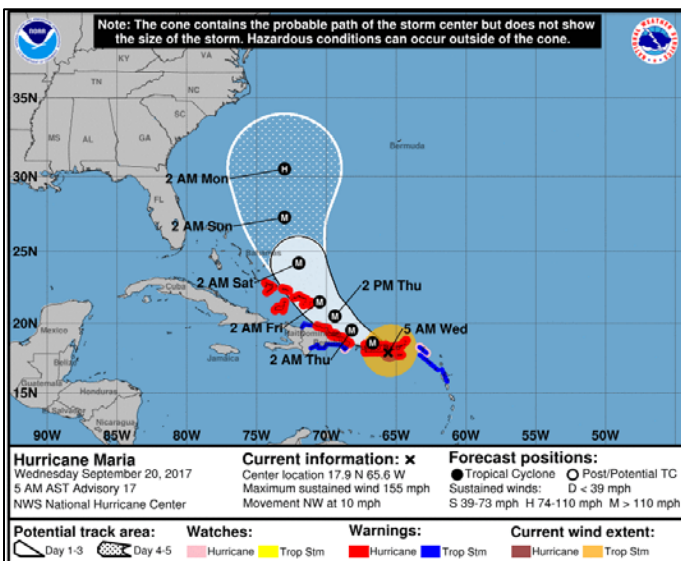 Note: The cone contains the probable path of the storm center but does not show
the size of the storm. Hazardous conditions can occur outside of the cone.
NOAA
NATIONAL WEATHER SERVICE
KY
VA
TN
NC
35N
SC
MS
AL
GA
Bermuda
30N
2 AM Mon
H
FL
2 AM Sun
M
25N
Bahamas
M
2 AM Sat
2 PM Thu
Cuba
M
M
20N
Mexico
2 AM Fri
5 AM Wed
M
M
Jamaica
2 AM Thu
Belize
Guatemala
Honduras
15N
El Salvador
Nicaragua
90W 85W 80W 75W 70W 65W 60W 55W 50W 45W
Hurricane Maria
Wednesday September 20, 2017
5 AM AST Advisory 17
NWS National Hurricane Center
Current information: ×
Center location 17.9 N 65.6 W
Maximum sustained wind 155 mph
Movement NW at 10 mph
Forecast positions:
Tropical Cyclone Post/Potential TC
Sustained winds: D < 39 mph
S 39-73 mph H 74-110 mph M > 110 mph
Potential track area:
Day 1-3 Day 4-5
Watches:
Hurricane Trop Stm
Warnings:
Hurricane Trop Stm
Current wind extent:
Hurricane Trop Stm